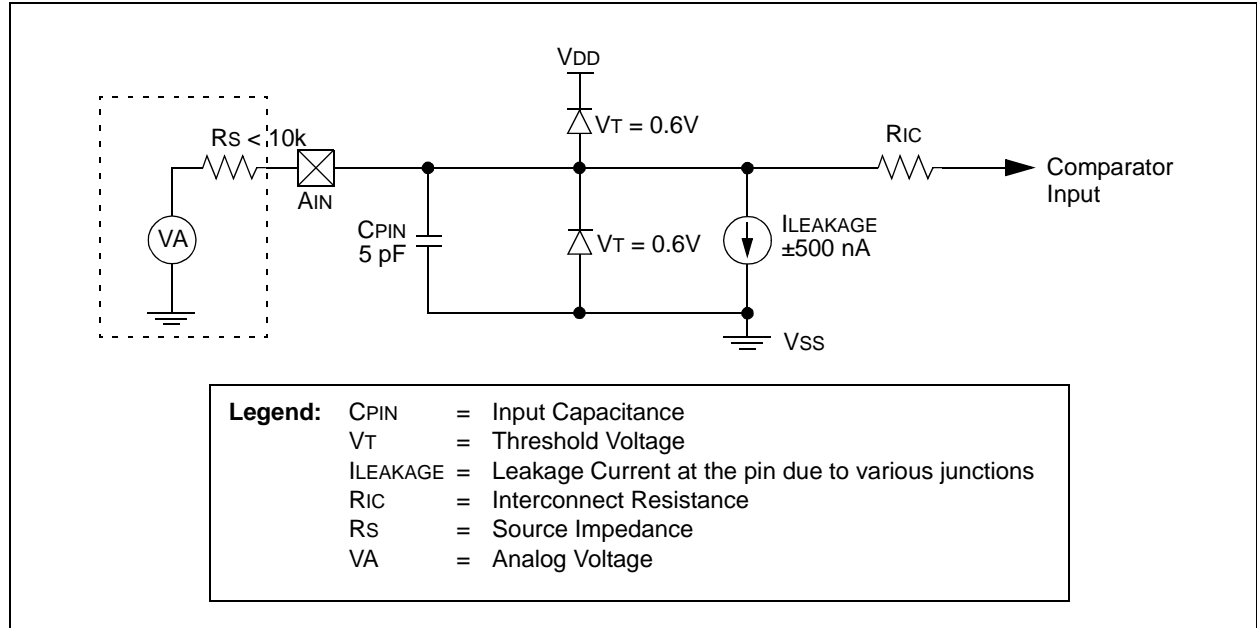 VDD
VT = 0.6V
RS < 10k
RIC
AIN
Comparator
Input
CPIN
5 pF
VA
VT = 0.6V
ILEAKAGE
±500 nA
VSS
Legend: CPIN = Input Capacitance
VT = Threshold Voltage
ILEAKAGE = Leakage Current at the pin due to various junctions
RIC = Interconnect Resistance
RS = Source Impedance
VA = Analog Voltage